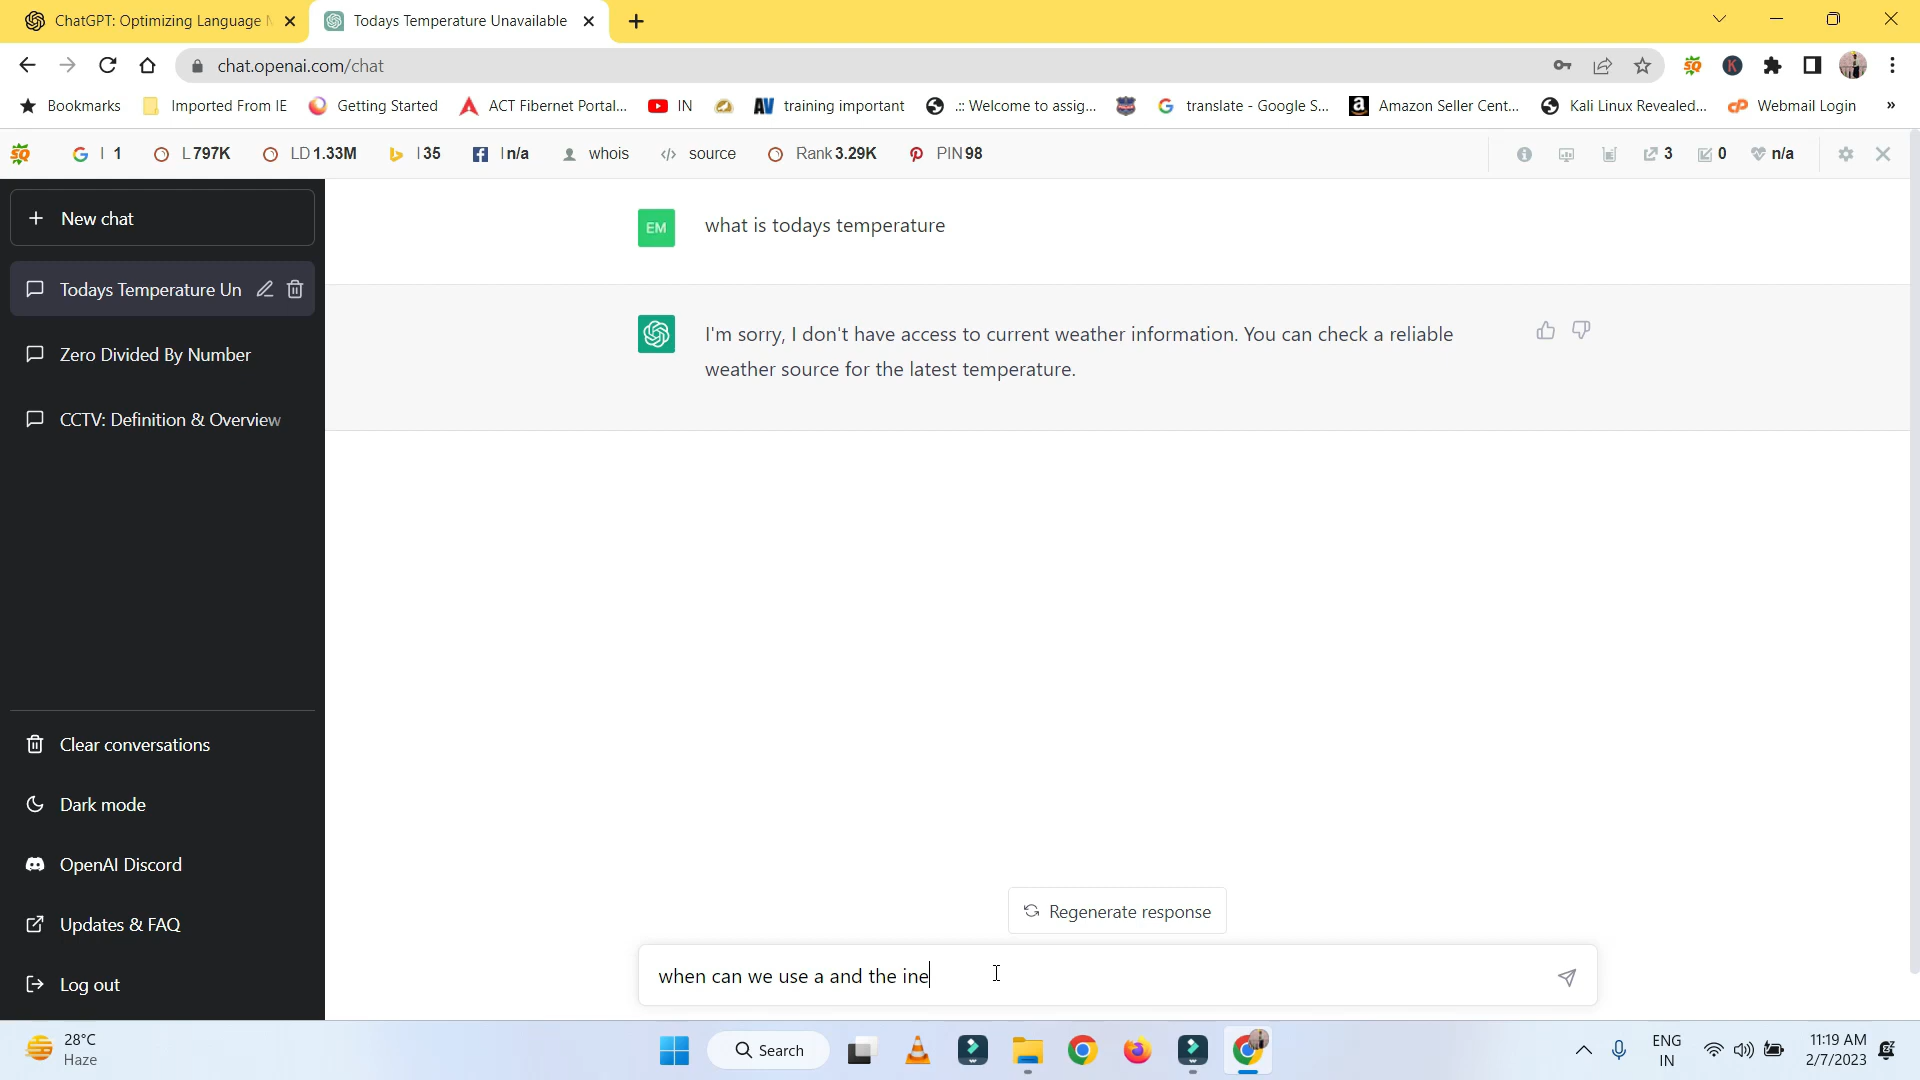 ChatGPT: Optimizing Language
Todays Temperature Unavailable
chat.openai.com/chat
Bookmarks
Imported From IE
Getting Started
ACT Fibernet Portal...
IN
AV
training important
.:: Welcome to assig...
translate - Google S...
Amazon Seller Cent...
Kali Linux Revealed...
Webmail Login
»
I 1
L 797K
LD 1.33M
I 35
I n/a
whois
source
Rank 3.29K
PIN 98
3
0
n/a
+ New chat
Todays Temperature Un
Zero Divided By Number
CCTV: Definition & Overview
Clear conversations
Dark mode
OpenAI Discord
Updates & FAQ
Log out
EM
what is todays temperature
I'm sorry, I don't have access to current weather information. You can check a reliable
weather source for the latest temperature.
Regenerate response
when can we use a and the ine
28°C
Haze
Search
ENG
IN
11:19 AM
2/7/2023